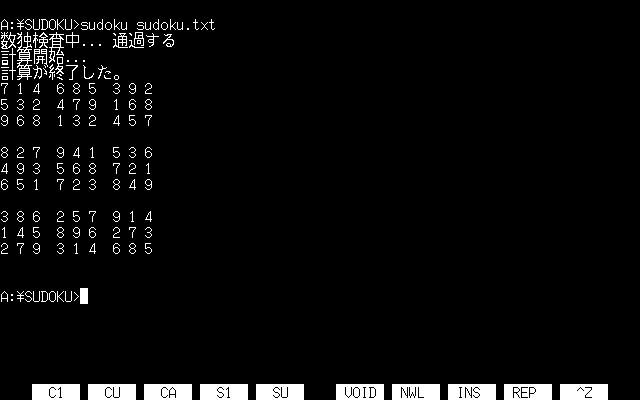 A:¥SUDOKU>sudoku sudoku.txt
数独検査中... 通過する
計算開始...
計算が終了した。
7 1 4  6 8 5  3 9 2
5 3 2  4 7 9  1 6 8
9 6 8  1 3 2  4 5 7
8 2 7  9 4 1  5 3 6
4 9 3  5 6 8  7 2 1
6 5 1  7 2 3  8 4 9
3 8 6  2 5 7  9 1 4
1 4 5  8 9 6  2 7 3
2 7 9  3 1 4  6 8 5
A:¥SUDOKU>
C1 CU CA S1 SU VOID NWL INS REP ^Z